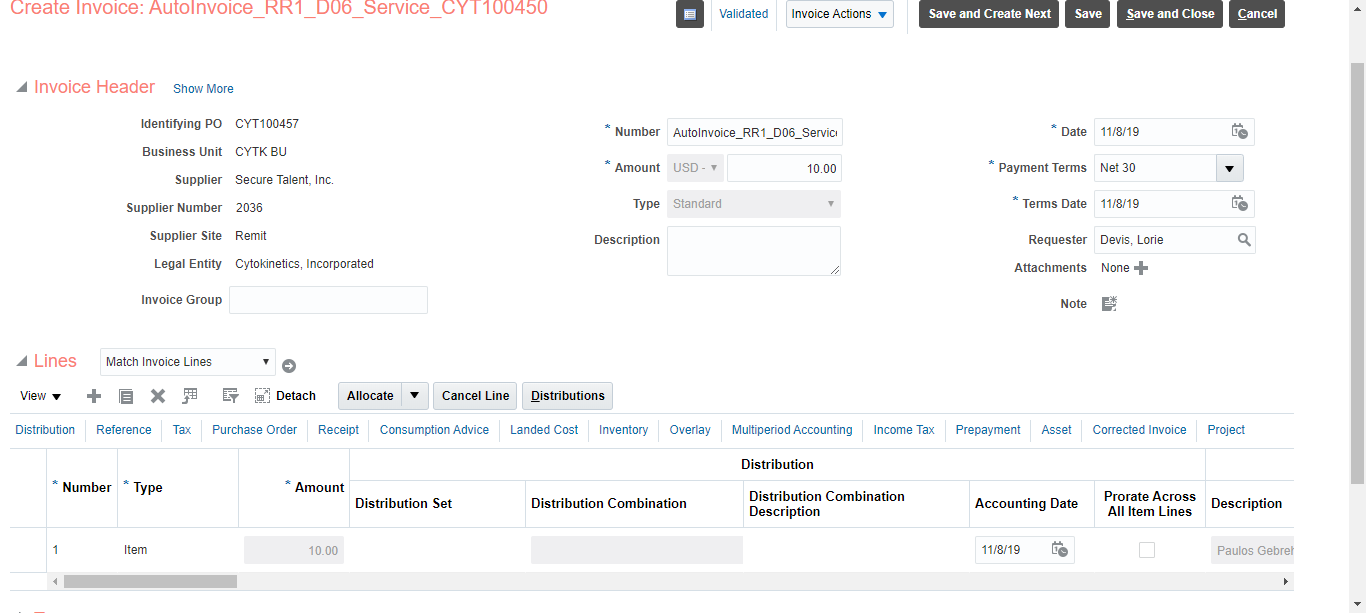 Create Invoice: AutoInvoice_RR1_D06_Service_CYT100450
Validated
Invoice Actions
Save and Create Next
Save
Save and Close
Cancel
Invoice Header
Show More
Identifying PO CYT100457
Business Unit CYTK BU
Supplier Secure Talent, Inc.
Supplier Number 2036
Supplier Site Remit
Legal Entity Cytokinetics, Incorporated
Invoice Group
* Number AutoInvoice_RR1_D06_Servic
* Amount USD - 10.00
Type Standard
Description
* Date 11/8/19
* Payment Terms Net 30
* Terms Date 11/8/19
Requester Devis, Lorie
Attachments None
Note
Lines Match Invoice Lines
View Detach Allocate Cancel Line Distributions
Distribution Reference Tax Purchase Order Receipt Consumption Advice Landed Cost Inventory Overlay Multiperiod Accounting Income Tax Prepayment Asset Corrected Invoice Project
Distribution
* Number * Type * Amount Distribution Set Distribution Combination Distribution Combination Description Accounting Date Prorate Across All Item Lines Description
1 Item 10.00 11/8/19 Paulos Gebreh